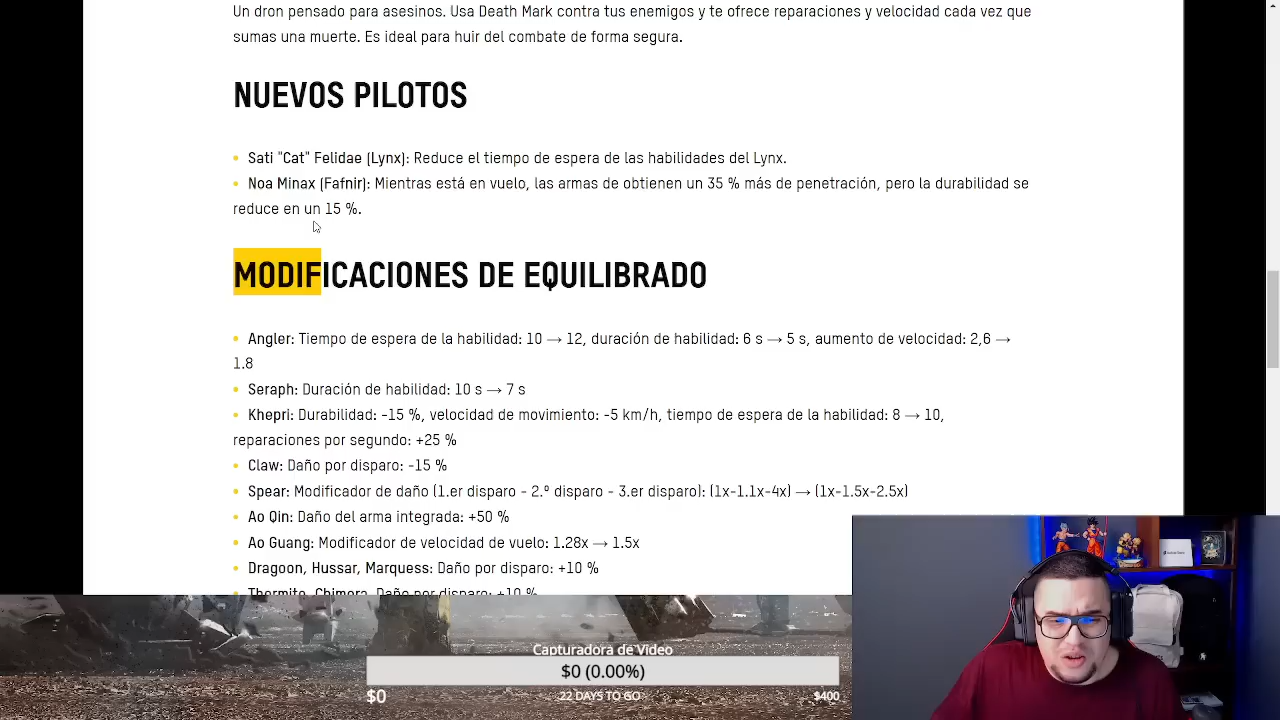 Un dron pensado para asesinos. Usa Death Mark contra tus enemigos y te ofrece reparaciones y velocidad cada vez que
sumas una muerte. Es ideal para huir del combate de forma segura.
NUEVOS PILOTOS
Sati "Cat" Felidae (Lynx): Reduce el tiempo de espera de las habilidades del Lynx.
Noa Minax (Fafnir): Mientras está en vuelo, las armas de obtienen un 35 % más de penetración, pero la durabilidad se
reduce en un 15 %.
MODIFICACIONES DE EQUILIBRADO
Angler: Tiempo de espera de la habilidad: 10 → 12, duración de habilidad: 6 s → 5 s, aumento de velocidad: 2,6 →
1.8
Seraph: Duración de habilidad: 10 s → 7 s
Khepri: Durabilidad: -15 %, velocidad de movimiento: -5 km/h, tiempo de espera de la habilidad: 8 → 10,
reparaciones por segundo: +25 %
Claw: Daño por disparo: -15 %
Spear: Modificador de daño (1.er disparo - 2.º disparo - 3.er disparo): (1x-1.1x-4x) → (1x-1.5x-2.5x)
Ao Qin: Daño del arma integrada: +50 %
Ao Guang: Modificador de velocidad de vuelo: 1.28x → 1.5x
Dragoon, Hussar, Marquess: Daño por disparo: +10 %
Thermite, Chimera, Daño por disparo: +10 %
Capturadora de Video
$0 (0.00%)
$0 22 DAYS TO GO $400